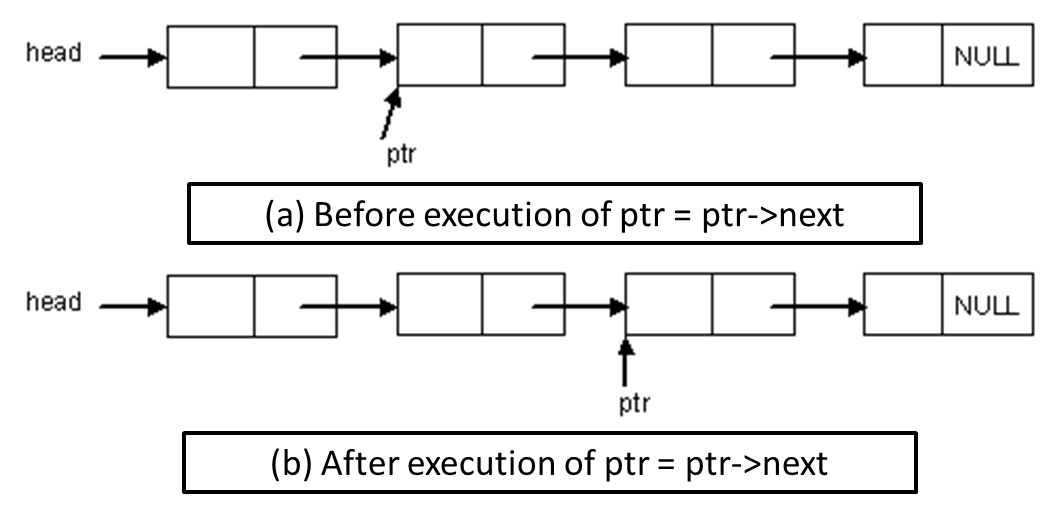 head
NULL
ptr
(a) Before execution of ptr = ptr->next
head
NULL
ptr
(b) After execution of ptr = ptr->next